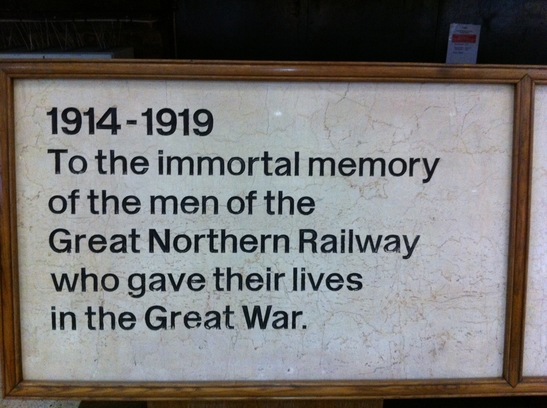 1914-1919
To the immortal memory
of the men of the
Great Northern Railway
who gave their lives
in the Great War.